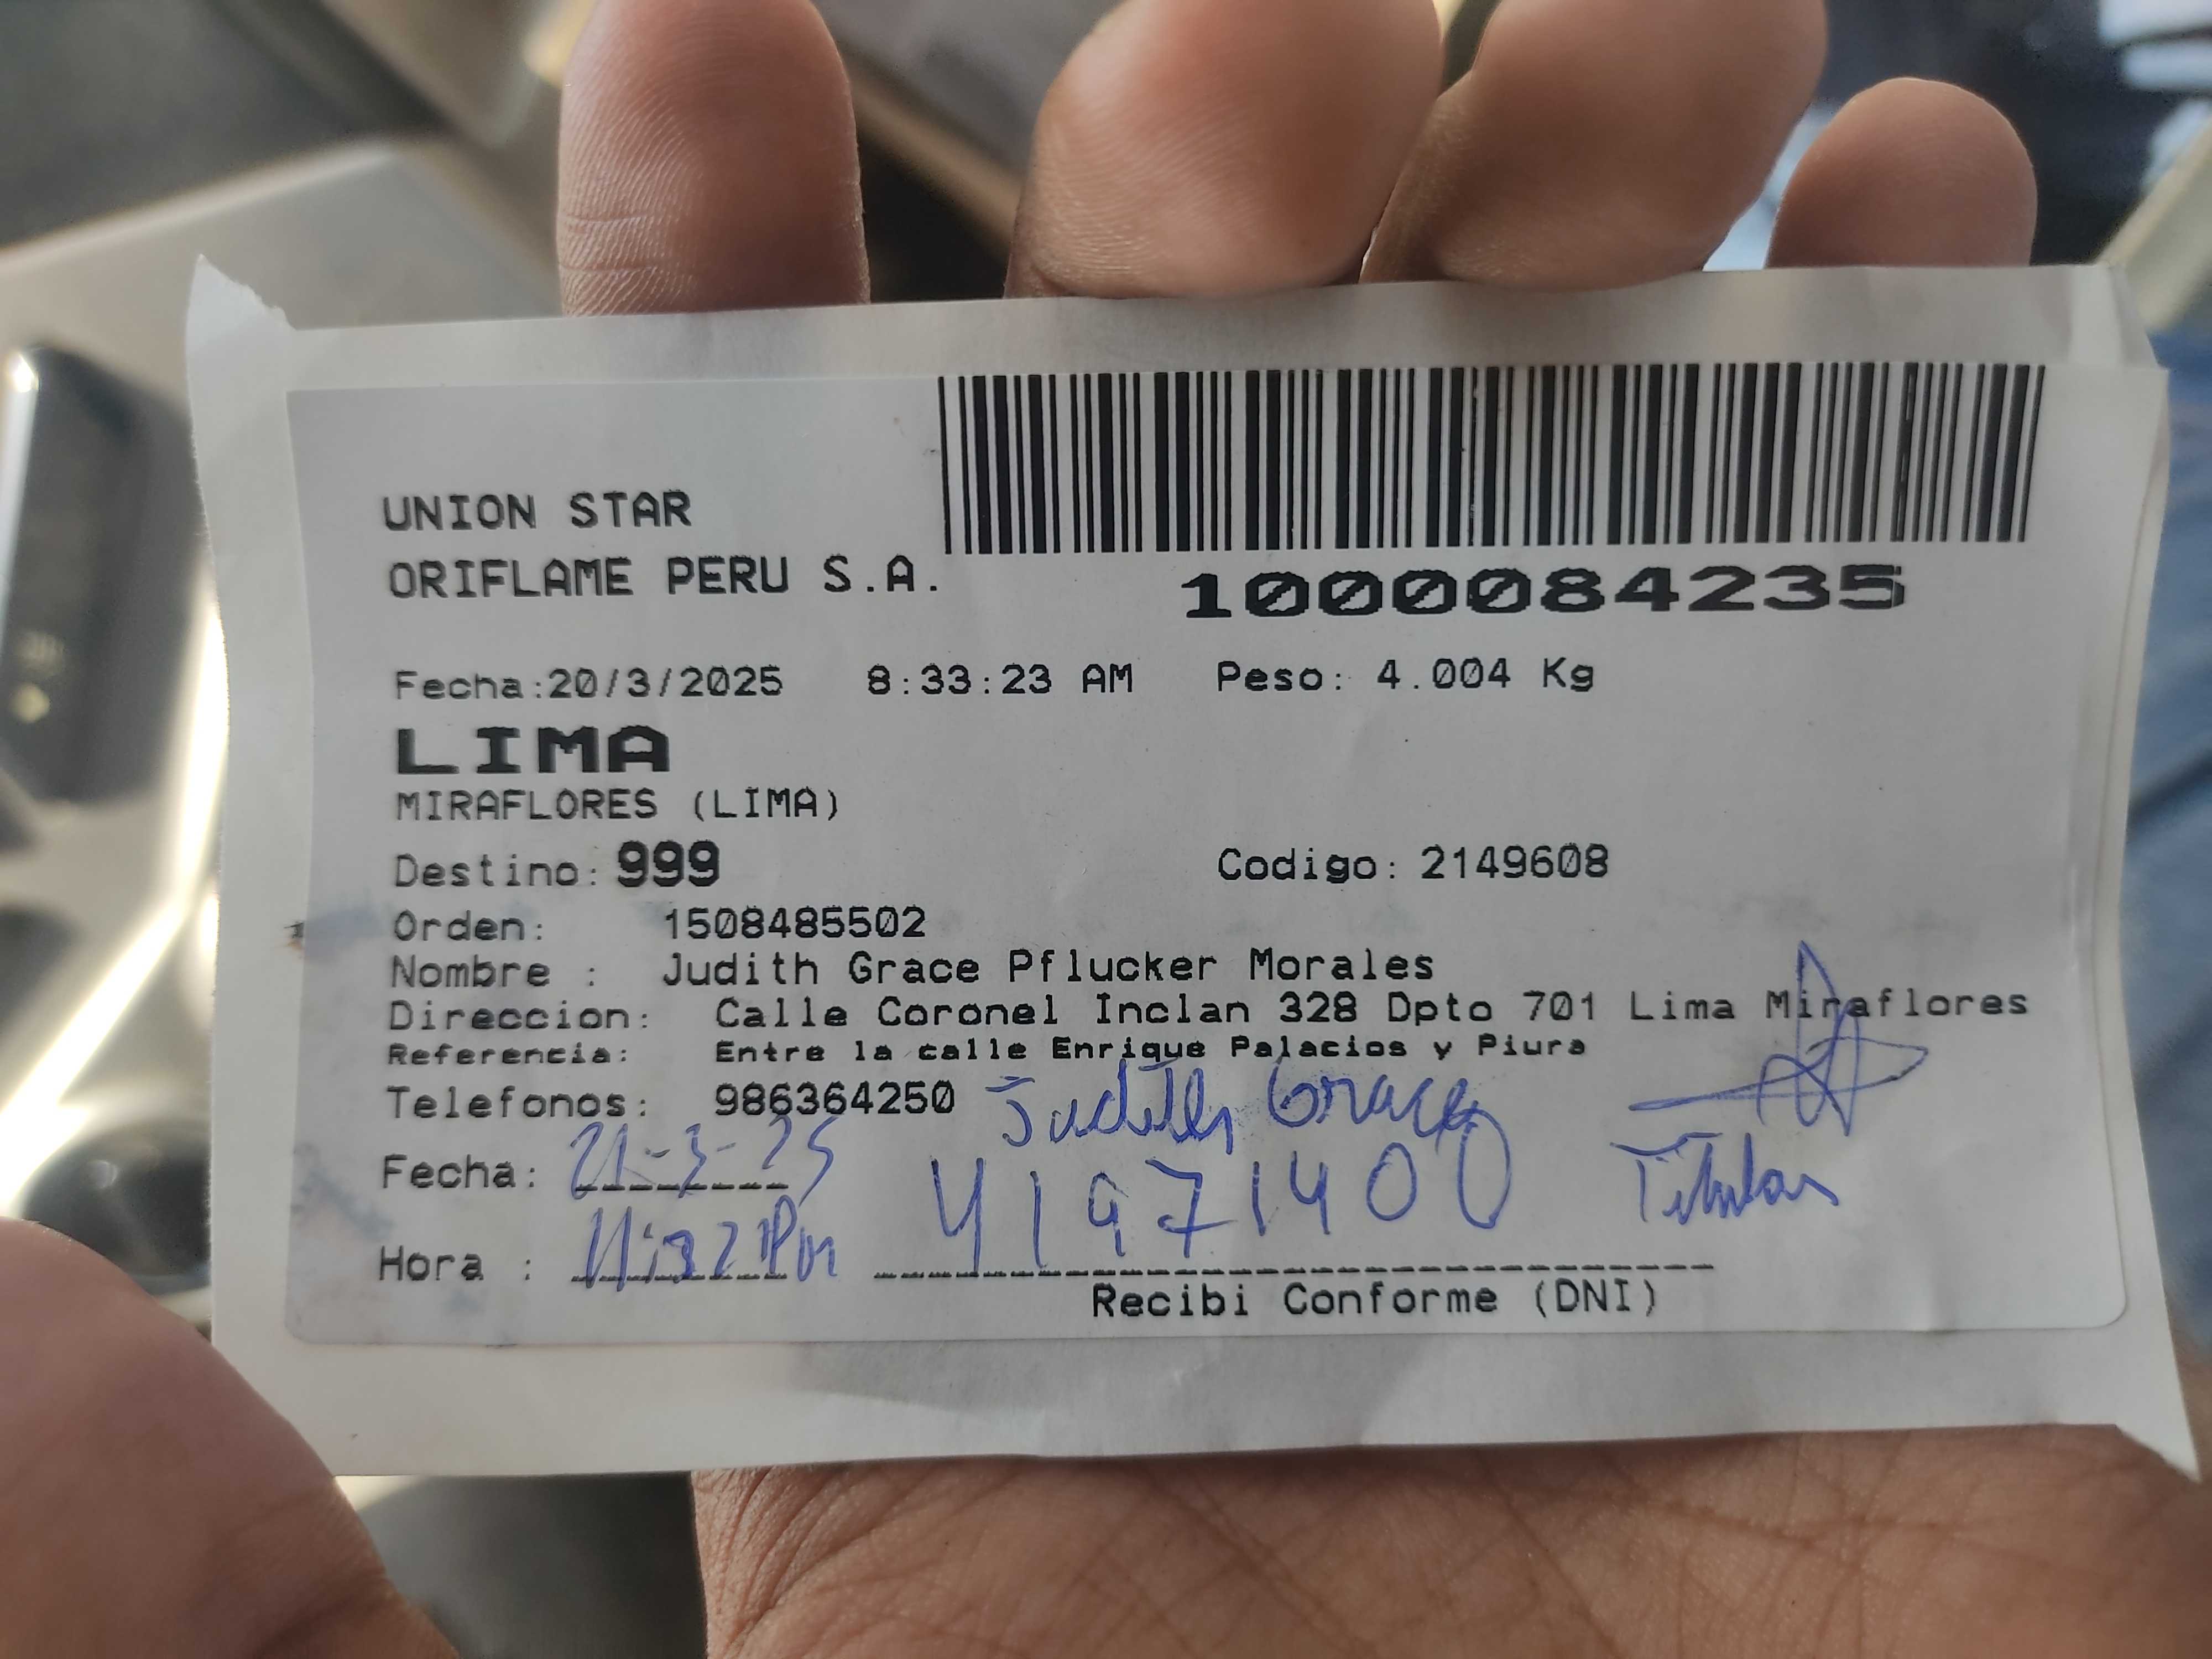 UNION STAR
ORIFLAME PERU S.A.
1000084235
Fecha:20/3/2025 8:33:23 AM Peso: 4.004 Kg
LIMA
MIRAFLORES (LIMA)
Destino: 999 Codigo: 2149608
Orden: 1508485502
Nombre : Judith Grace Pflucker Morales
Direccion: Calle Coronel Inclan 328 Dpto 701 Lima Miraflores
Referencia: Entre la calle Enrique Palacios y Piura
Telefonos: 986364250 Judith Grace
Fecha: 21-3-25 41971400 Titular
Hora :
Recibi Conforme (DNI)